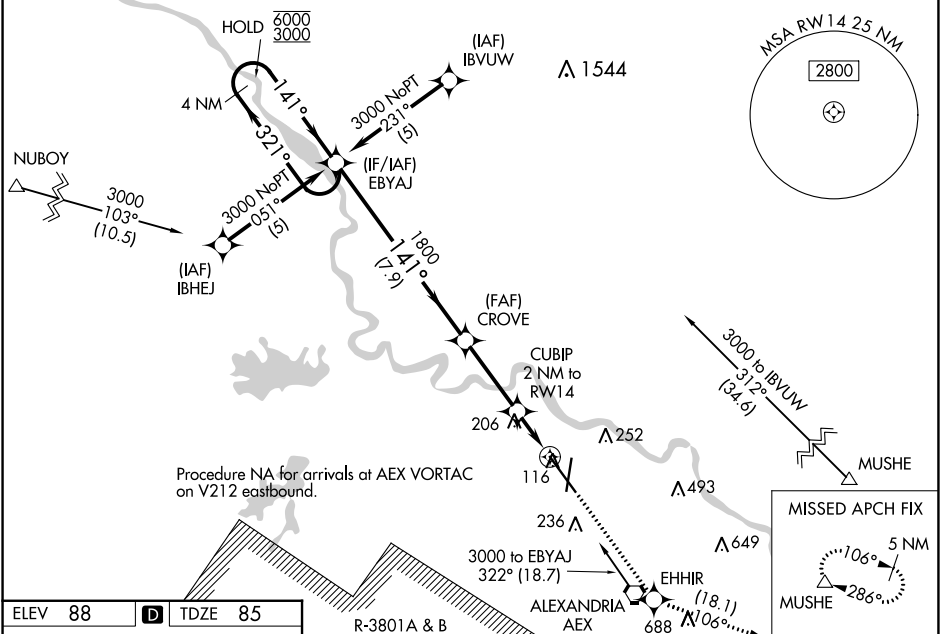 HOLD
6000
3000
(IAF)
IBVUW
1544
MSA RW14 25 NM
2800
4 NM
141°
321°
3000 NoPT
231°
(5)
(IF/IAF)
EBYAJ
NUBOY
3000
103°
(10.5)
3000 NoPT
051°
(5)
(IAF)
IBHEJ
1800
141°
(7.9)
(FAF)
CROVE
CUBIP
2 NM to
RW14
206
252
3000 to IBVUW
312°
(34.6)
MUSHE
116
493
Procedure NA for arrivals at AEX VORTAC
on V212 eastbound.
236
649
3000 to EBYAJ
322° (18.7)
EHHIR
(18.1)
106°
ALEXANDRIA
AEX
688
MISSED APCH FIX
5 NM
106°
286°
MUSHE
ELEV 88
D
TDZE 85
R-3801A & B